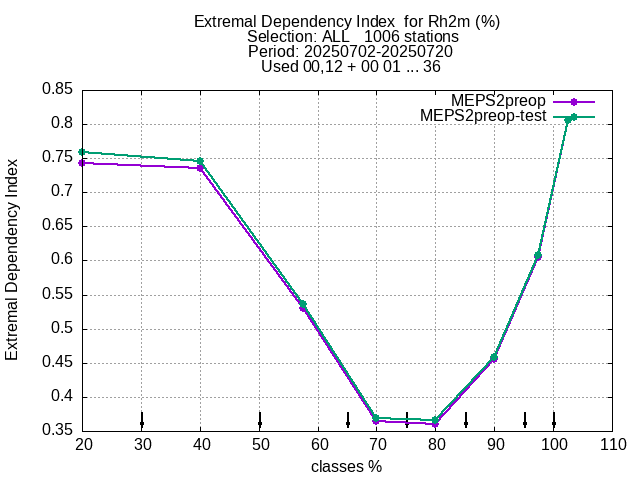 Extremal Dependency Index  for Rh2m (%)
Selection: ALL   1006 stations
Period: 20250702-20250720
Used 00,12 + 00 01 ... 36
MEPS2preop
MEPS2preop-test
Extremal Dependency Index
0.85
0.8
0.75
0.7
0.65
0.6
0.55
0.5
0.45
0.4
0.35
20 30 40 50 60 70 80 90 100 110
classes %